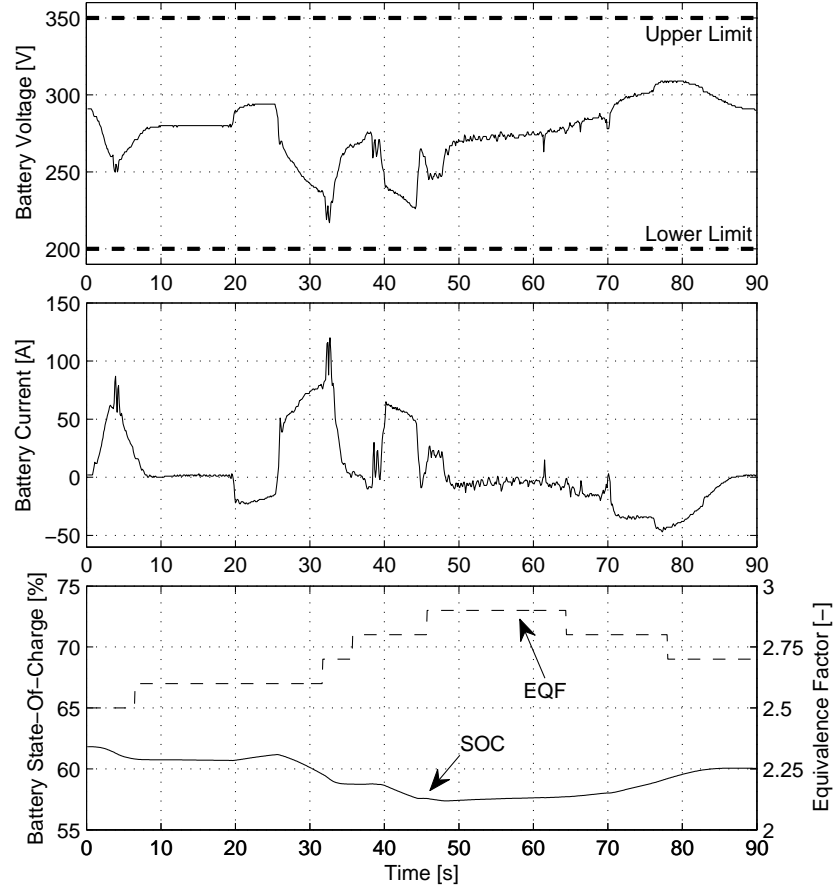 350
300
250
200
Battery Voltage [V]
Upper Limit
Lower Limit
0 10 20 30 40 50 60 70 80 90
150
100
50
0
−50
Battery Current [A]
0 10 20 30 40 50 60 70 80 90
75
70
65
60
55
Battery State−Of−Charge [%]
EQF
SOC
3
2.75
2.5
2.25
2
Equivalence Factor [−]
0 10 20 30 40 50 60 70 80 90
Time [s]